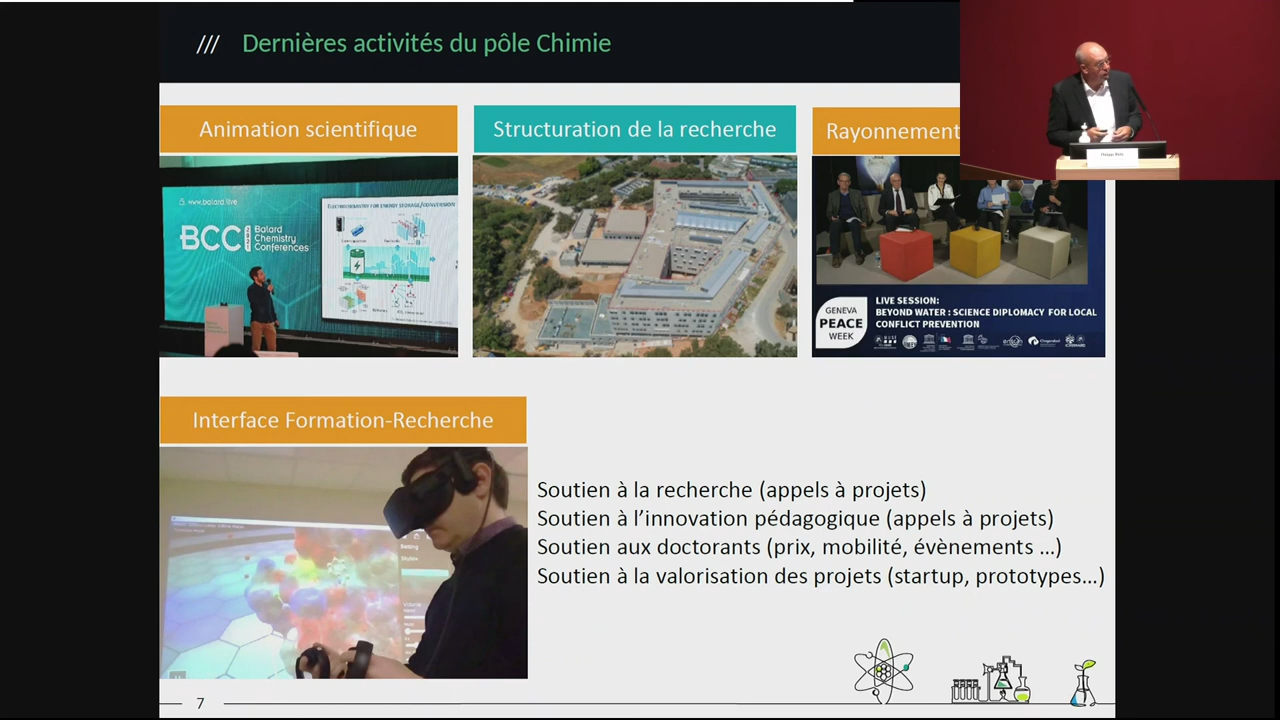 /// Dernières activités du pôle Chimie
Animation scientifique
Structuration de la recherche
Rayonnement
www.balard.live
BCC
Balard
Chemistry
Conferences
ELECTROCHEMISTRY FOR ENERGY STORAGE/CONVERSION
GENEVA
PEACE
WEEK
LIVE SESSION:
BEYOND WATER : SCIENCE DIPLOMACY FOR LOCAL
CONFLICT PREVENTION
Interface Formation-Recherche
Soutien à la recherche (appels à projets)
Soutien à l’innovation pédagogique (appels à projets)
Soutien aux doctorants (prix, mobilité, évènements …)
Soutien à la valorisation des projets (startup, prototypes…)
7